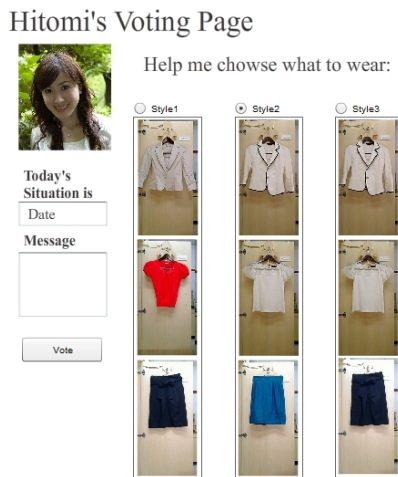 Hitomi's Voting Page
Help me chowse what to wear:
Style1
Style2
Style3
Today's
Situation is
Date
Message
Vote